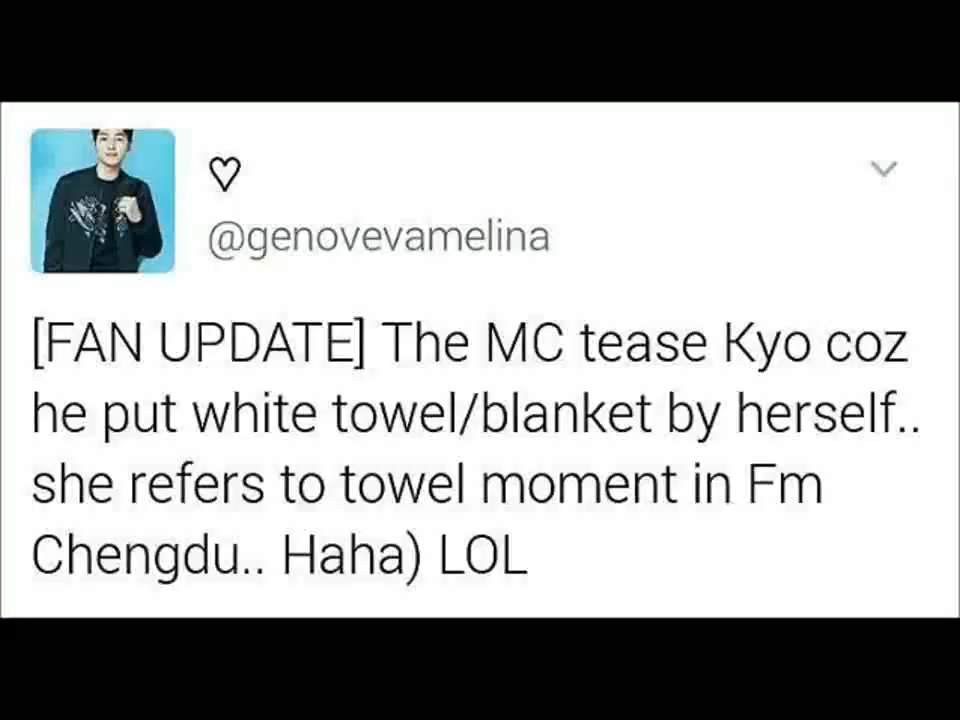 ♡
@genovevamelina
[FAN UPDATE] The MC tease Kyo coz
he put white towel/blanket by herself..
she refers to towel moment in Fm
Chengdu.. Haha) LOL